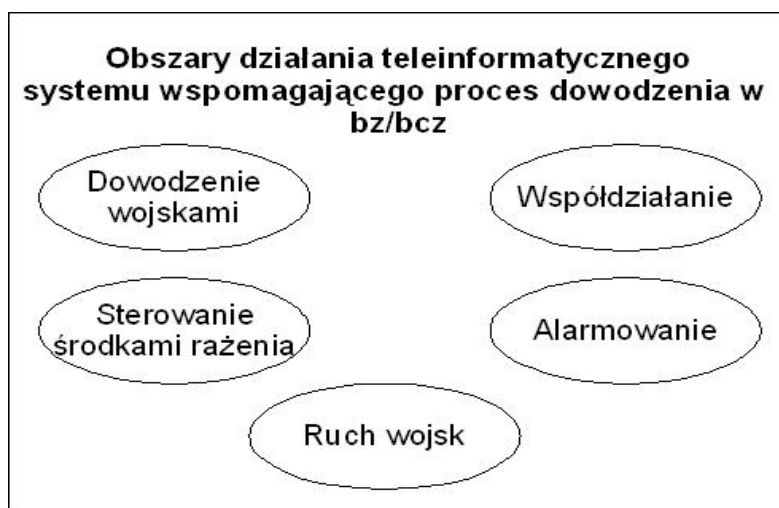 Obszary działania teleinformatycznego
systemu wspomagającego proces dowodzenia w
bz/bcz
Dowodzenie
wojskami
Współdziałanie
Sterowanie
środkami rażenia
Alarmowanie
Ruch wojsk